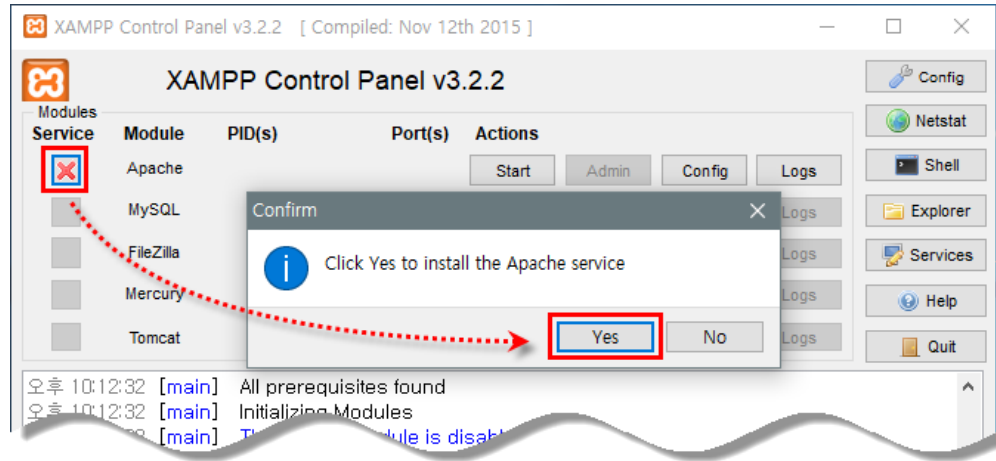 XAMPP Control Panel v3.2.2 [ Compiled: Nov 12th 2015 ]
XAMPP Control Panel v3.2.2
Config
Modules
Service Module PID(s) Port(s) Actions
Netstat
Apache Start Admin Config Logs
Shell
MySQL Logs
Explorer
Confirm
FileZilla Logs
Services
Click Yes to install the Apache service
Mercury Logs
Help
Yes No
Tomcat Logs
Quit
오후 10:12:32 [main] All prerequisites found
오후 10:12:32 [main] Initializing Modules
[main] is